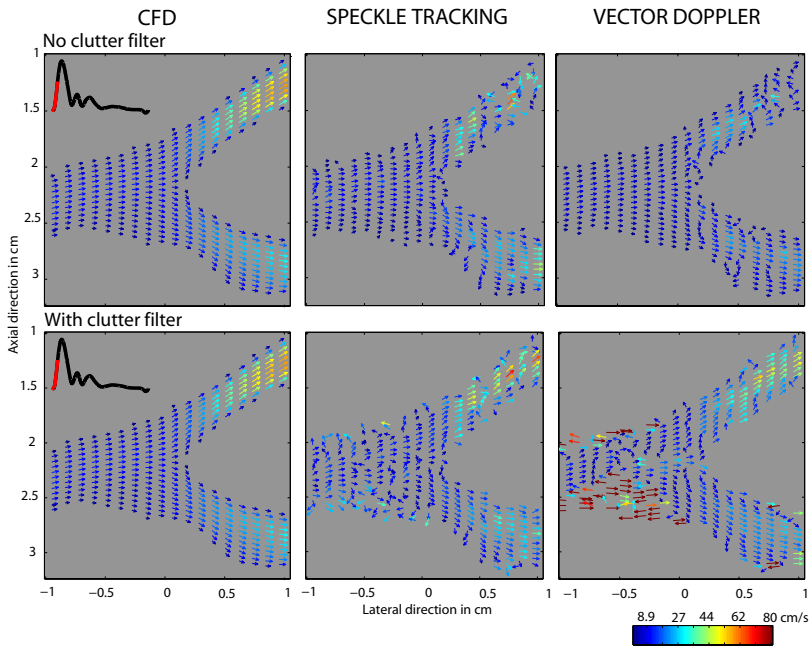 CFD SPECKLE TRACKING VECTOR DOPPLER
No clutter filter
1
1.5
2
2.5
3
With clutter filter
1
1.5
2
2.5
3
Axial direction in cm
−1 −0.5 0 0.5 1 −1 −0.5 0 0.5 1 −1 −0.5 0 0.5 1
Lateral direction in cm
8.9 27 44 62 80 cm/s